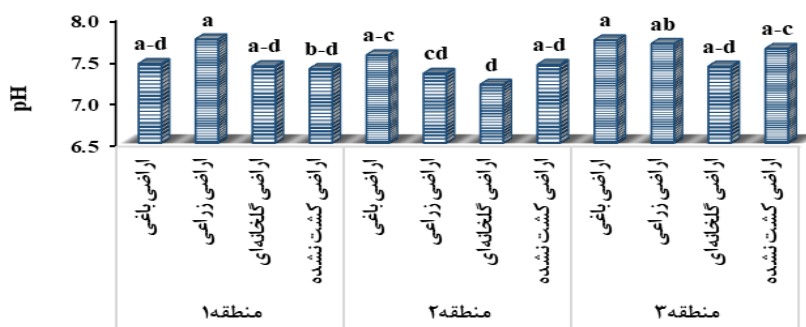 pH
8.0
7.5
7.0
6.5
a-d
a
a-d
b-d
a-c
cd
d
a-d
a
ab
a-d
a-c
اراضی باغی
اراضی زراعی
اراضی گلخانه‌ای
اراضی کشت نشده
اراضی باغی
اراضی زراعی
اراضی گلخانه‌ای
اراضی کشت نشده
اراضی باغی
اراضی زراعی
اراضی گلخانه‌ای
اراضی کشت نشده
منطقه۱
منطقه۲
منطقه۳